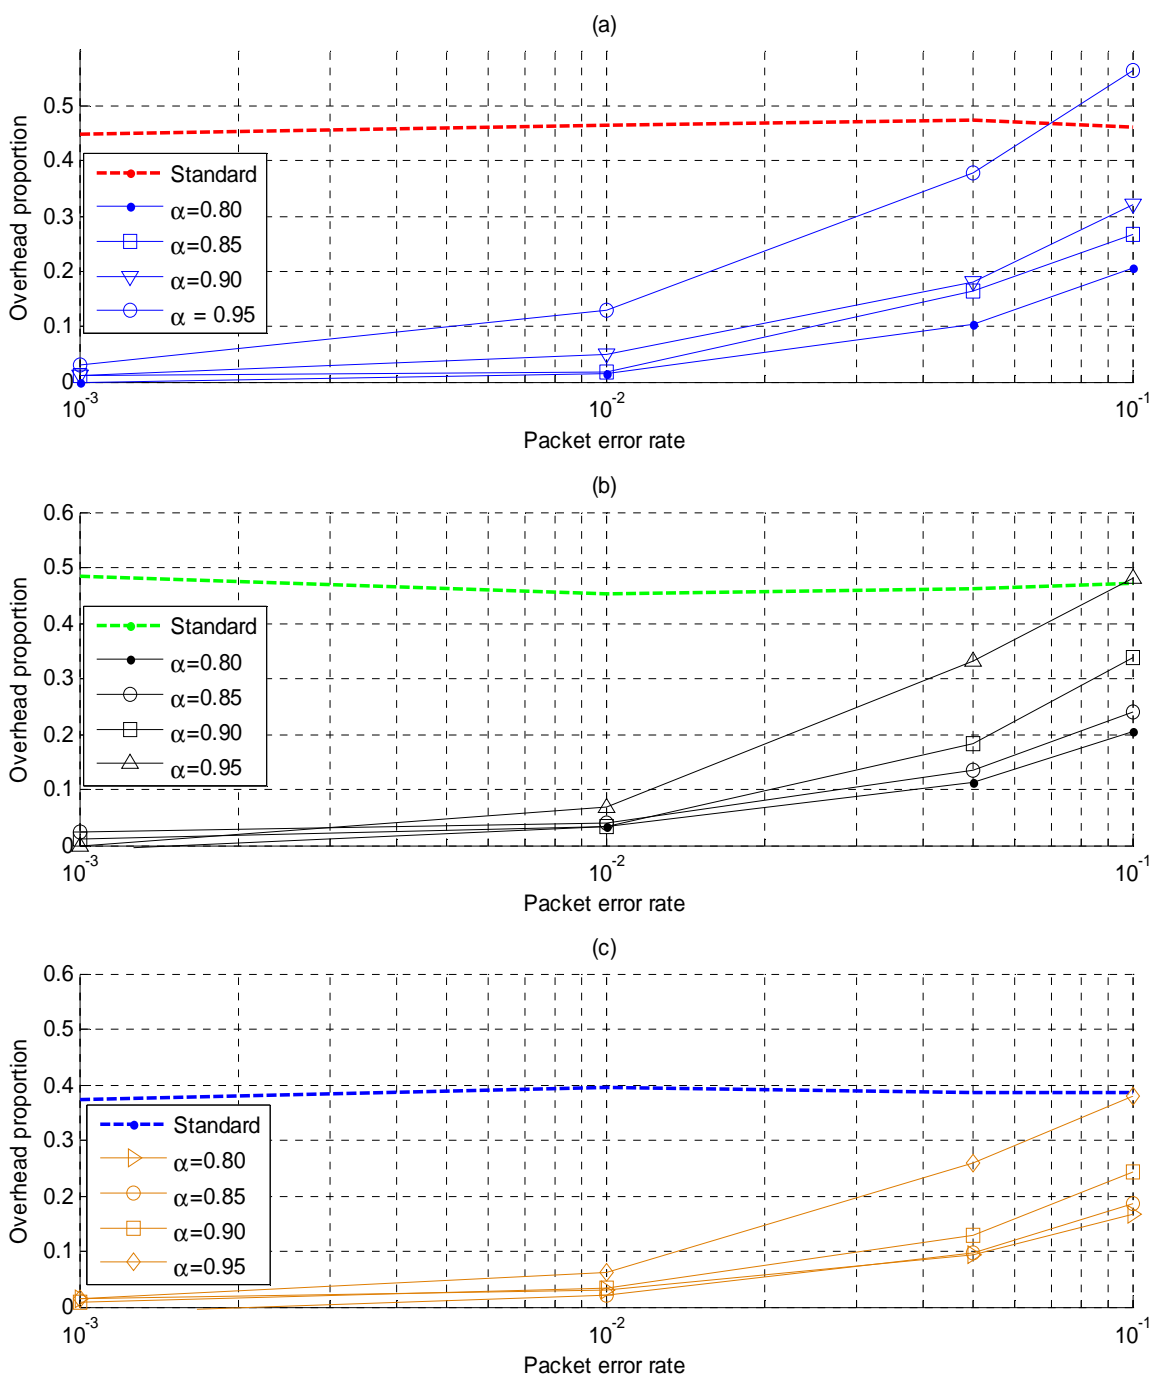 (a)
0.5
0.4
0.3
0.2
0.1
0
Overhead proportion
Standard
α=0.80
α=0.85
α=0.90
α = 0.95
10-3
10-2
10-1
Packet error rate
(b)
0.6
0.5
0.4
0.3
0.2
0.1
0
Overhead proportion
Standard
α=0.80
α=0.85
α=0.90
α=0.95
10-3
10-2
10-1
Packet error rate
(c)
0.6
0.5
0.4
0.3
0.2
0.1
0
Overhead proportion
Standard
α=0.80
α=0.85
α=0.90
α=0.95
10-3
10-2
10-1
Packet error rate